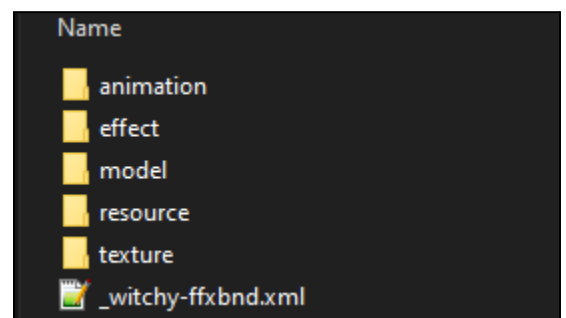 Name
animation
effect
model
resource
texture
_witchy-ffxbnd.xml